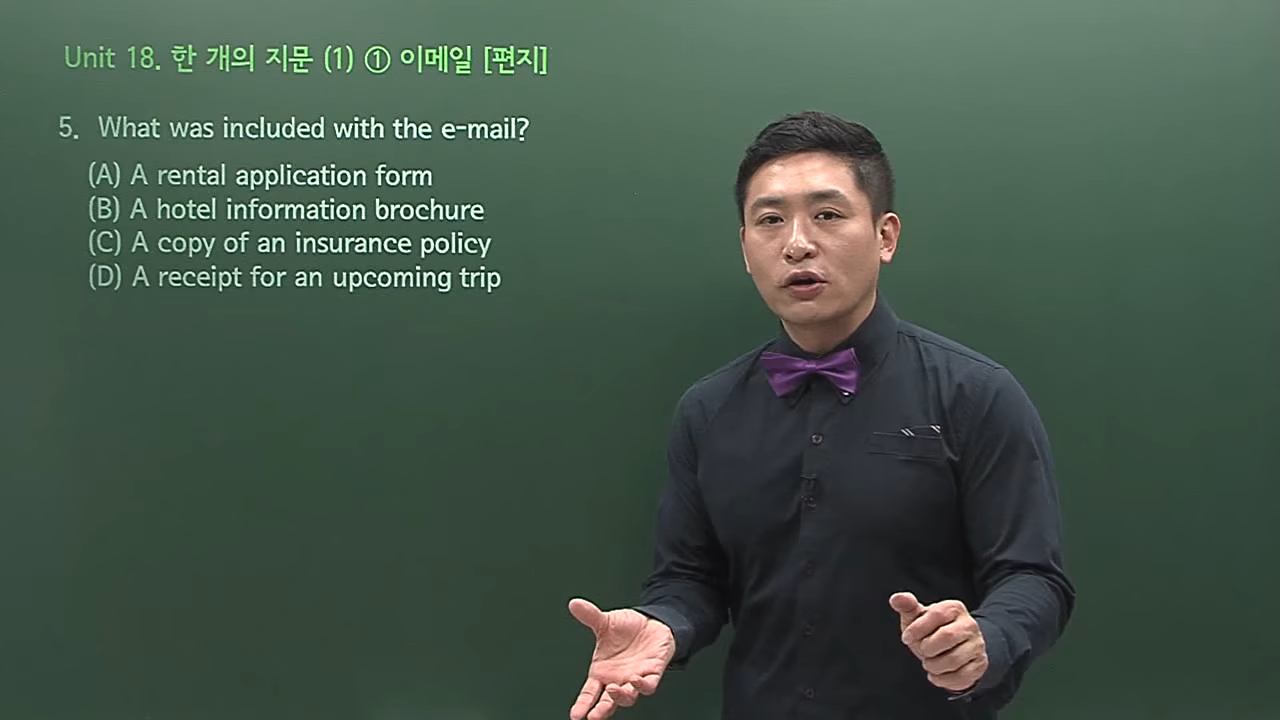 Unit 18. 한 개의 지문 (1) ① 이메일 [편지]
5. What was included with the e-mail?
(A) A rental application form
(B) A hotel information brochure
(C) A copy of an insurance policy
(D) A receipt for an upcoming trip